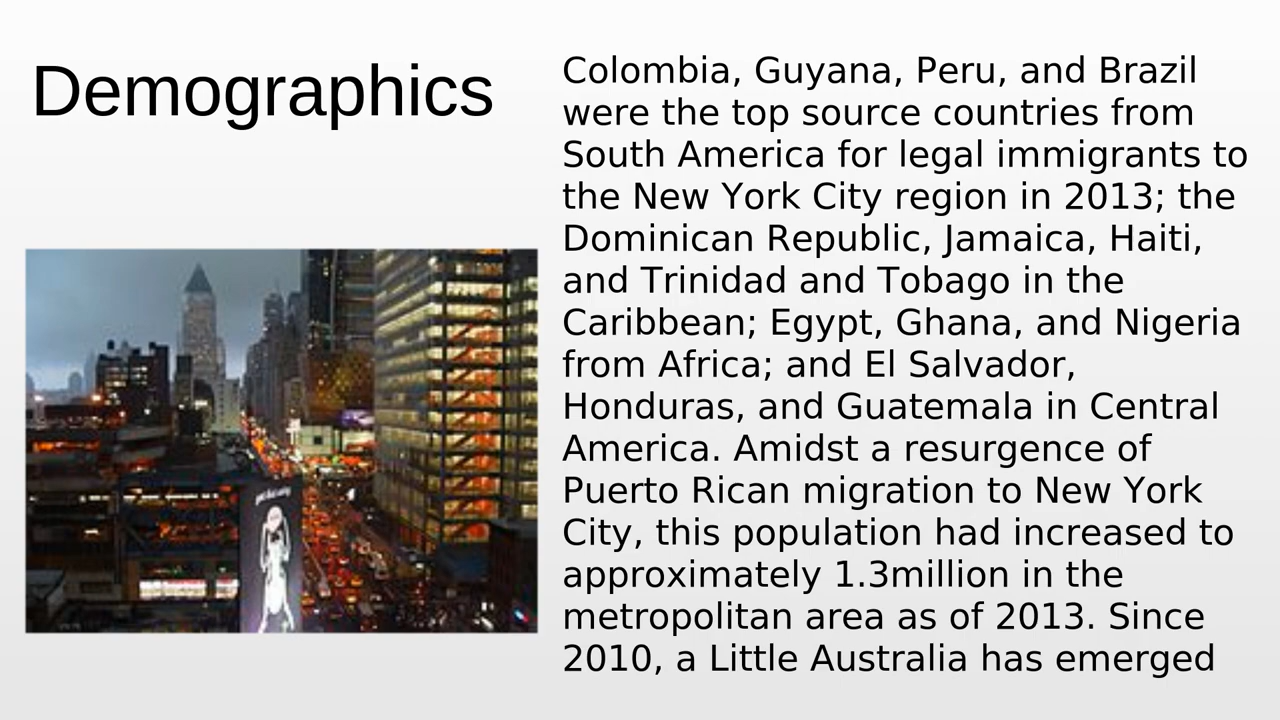 Demographics
Colombia, Guyana, Peru, and Brazil
were the top source countries from
South America for legal immigrants to
the New York City region in 2013; the
Dominican Republic, Jamaica, Haiti,
and Trinidad and Tobago in the
Caribbean; Egypt, Ghana, and Nigeria
from Africa; and El Salvador,
Honduras, and Guatemala in Central
America. Amidst a resurgence of
Puerto Rican migration to New York
City, this population had increased to
approximately 1.3million in the
metropolitan area as of 2013. Since
2010, a Little Australia has emerged